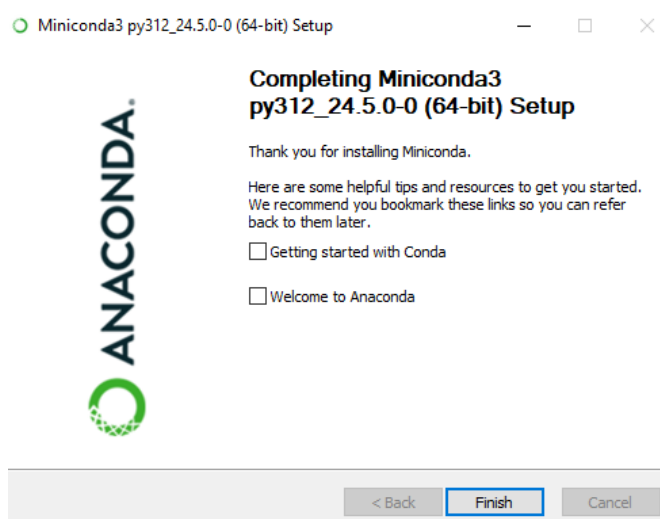 Miniconda3 py312_24.5.0-0 (64-bit) Setup
ANACONDA.
Completing Miniconda3
py312_24.5.0-0 (64-bit) Setup
Thank you for installing Miniconda.
Here are some helpful tips and resources to get you started.
We recommend you bookmark these links so you can refer
back to them later.
Getting started with Conda
Welcome to Anaconda
< Back
Finish
Cancel